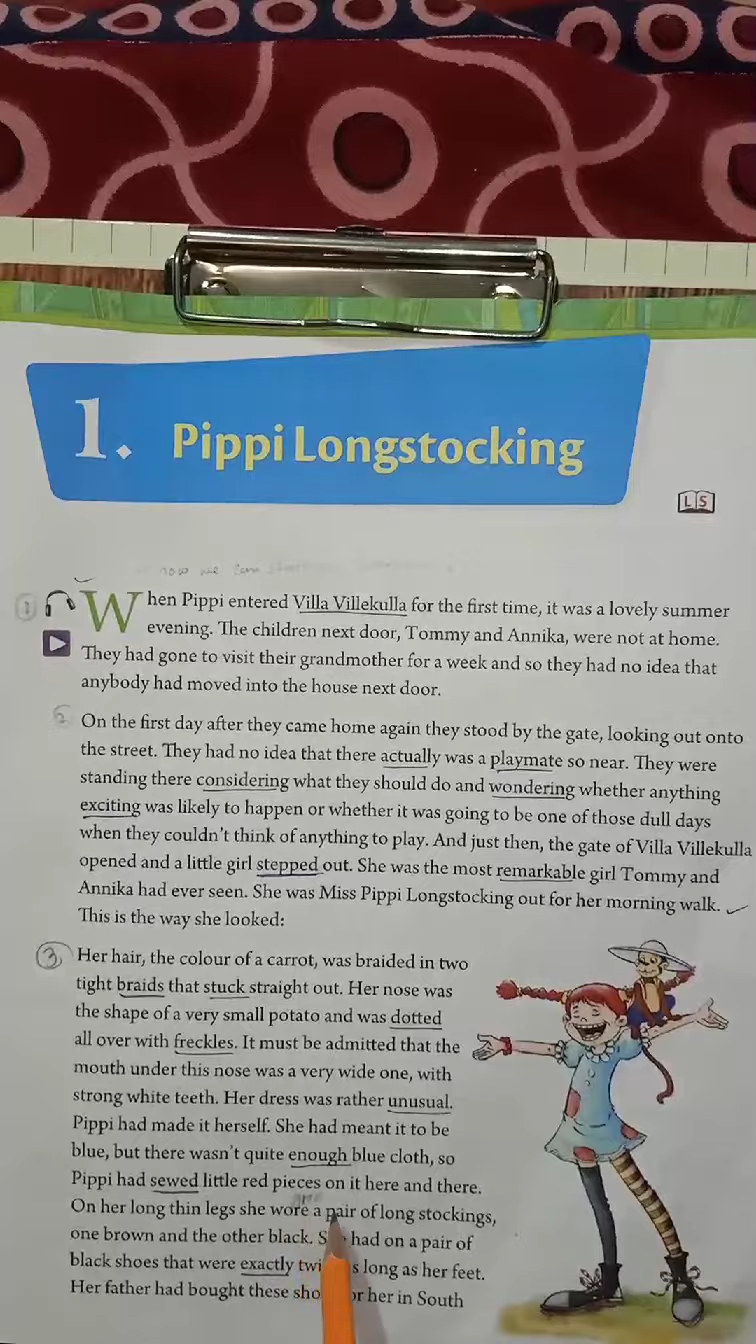 1. Pippi Longstocking
LS
now we can
1 When Pippi entered Villa Villekulla for the first time, it was a lovely summer
evening. The children next door, Tommy and Annika, were not at home.
They had gone to visit their grandmother for a week and so they had no idea that
anybody had moved into the house next door.
2 On the first day after they came home again they stood by the gate, looking out onto
the street. They had no idea that there actually was a playmate so near. They were
standing there considering what they should do and wondering whether anything
exciting was likely to happen or whether it was going to be one of those dull days
when they couldn't think of anything to play. And just then, the gate of Villa Villekulla
opened and a little girl stepped out. She was the most remarkable girl Tommy and
Annika had ever seen. She was Miss Pippi Longstocking out for her morning walk.
This is the way she looked:
3 Her hair, the colour of a carrot, was braided in two
tight braids that stuck straight out. Her nose was
the shape of a very small potato and was dotted
all over with freckles. It must be admitted that the
mouth under this nose was a very wide one, with
strong white teeth. Her dress was rather unusual.
Pippi had made it herself. She had meant it to be
blue, but there wasn't quite enough blue cloth, so
Pippi had sewed little red pieces on it here and there.
On her long thin legs she wore a pair of long stockings,
one brown and the other black. had on a pair of
black shoes that were exactly long as her feet.
Her father had bought these her in South